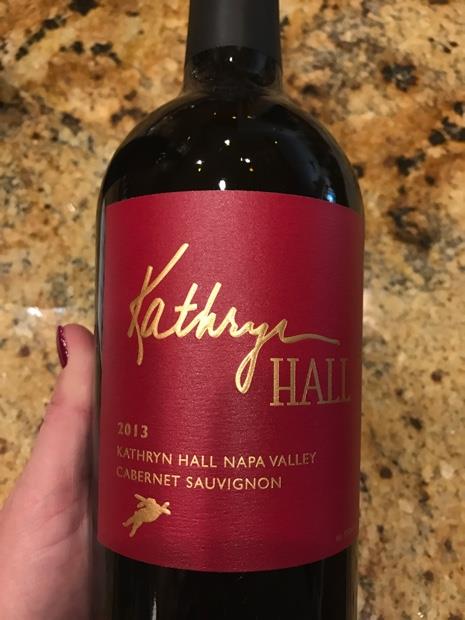 Kathryn
HALL
2013
KATHRYN HALL NAPA VALLEY
CABERNET SAUVIGNON